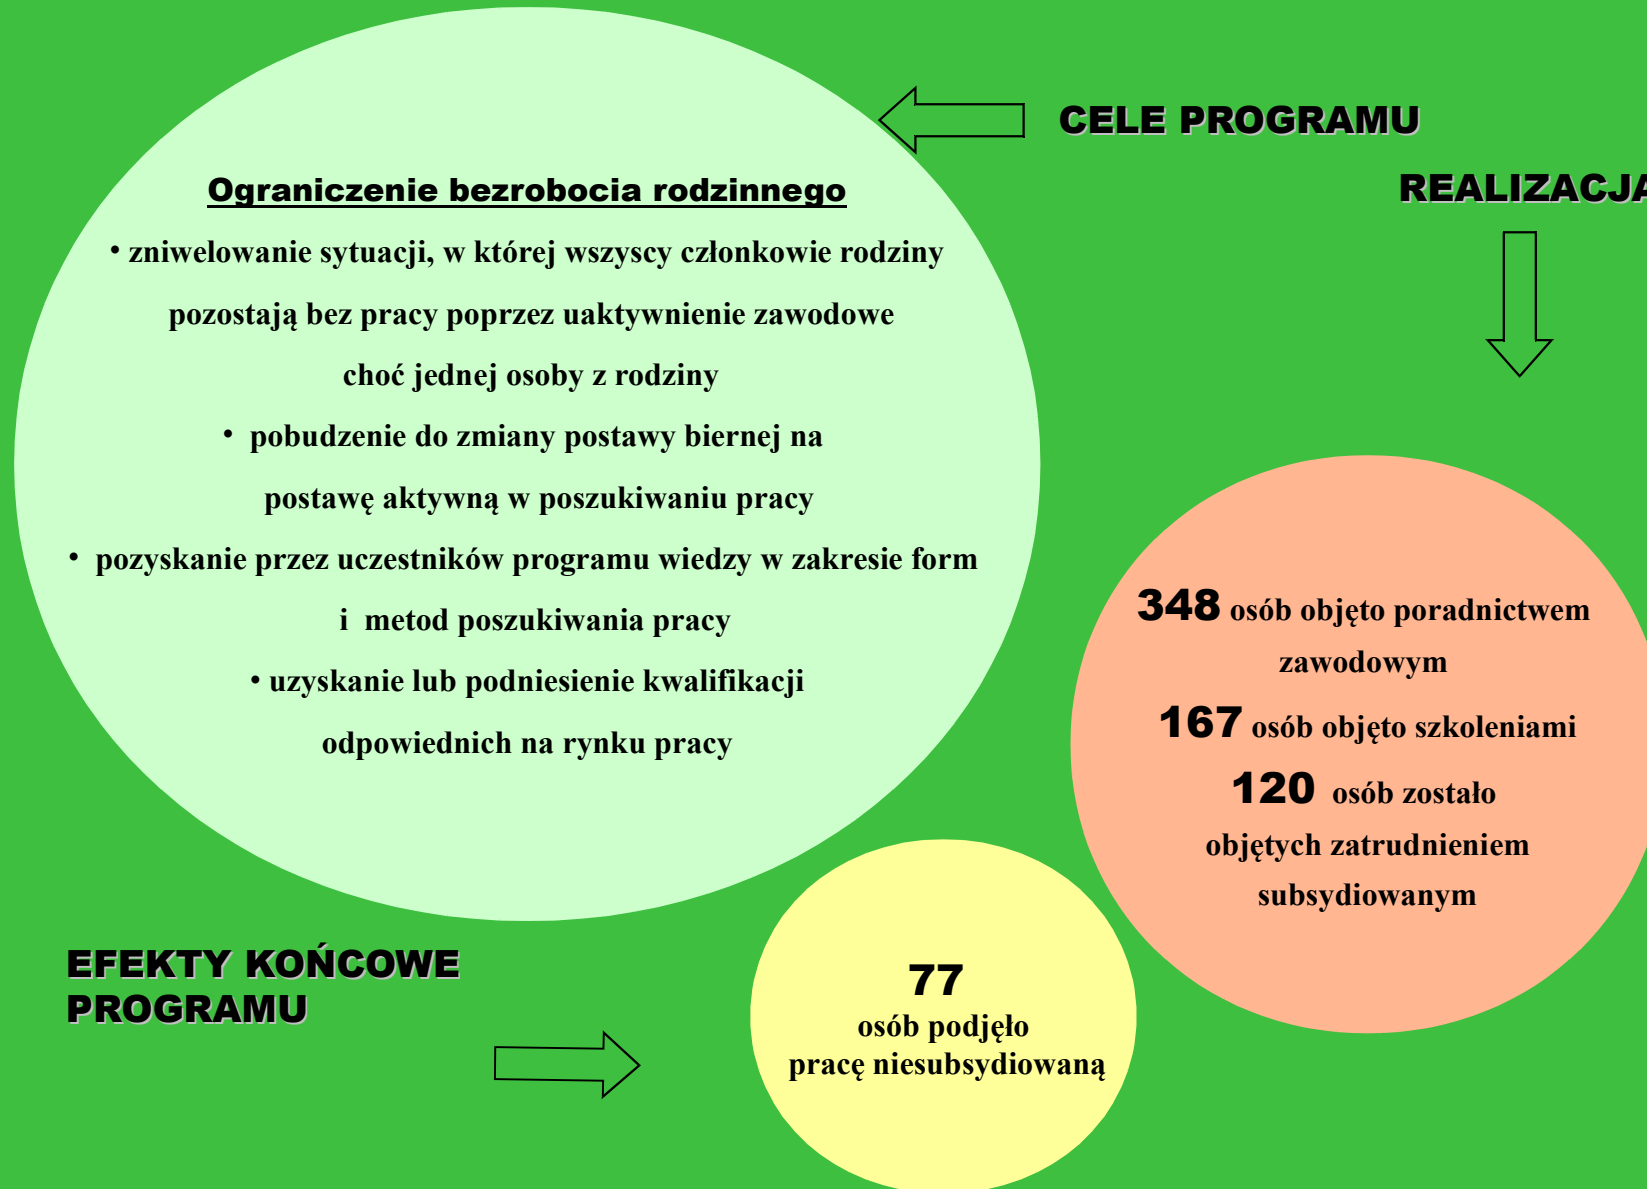 CELE PROGRAMU
REALIZACJA
Ograniczenie bezrobocia rodzinnego
• zniwelowanie sytuacji, w której wszyscy członkowie rodziny
pozostają bez pracy poprzez uaktywnienie zawodowe
choć jednej osoby z rodziny
• pobudzenie do zmiany postawy biernej na
postawę aktywną w poszukiwaniu pracy
• pozyskanie przez uczestników programu wiedzy w zakresie form
i metod poszukiwania pracy
• uzyskanie lub podniesienie kwalifikacji
odpowiednich na rynku pracy
348 osób objęto poradnictwem
zawodowym
167 osób objęto szkoleniami
120 osób zostało
objętych zatrudnieniem
subsydiowanym
EFEKTY KOŃCOWE
PROGRAMU
77
osób podjęło
pracę niesubsydiowaną